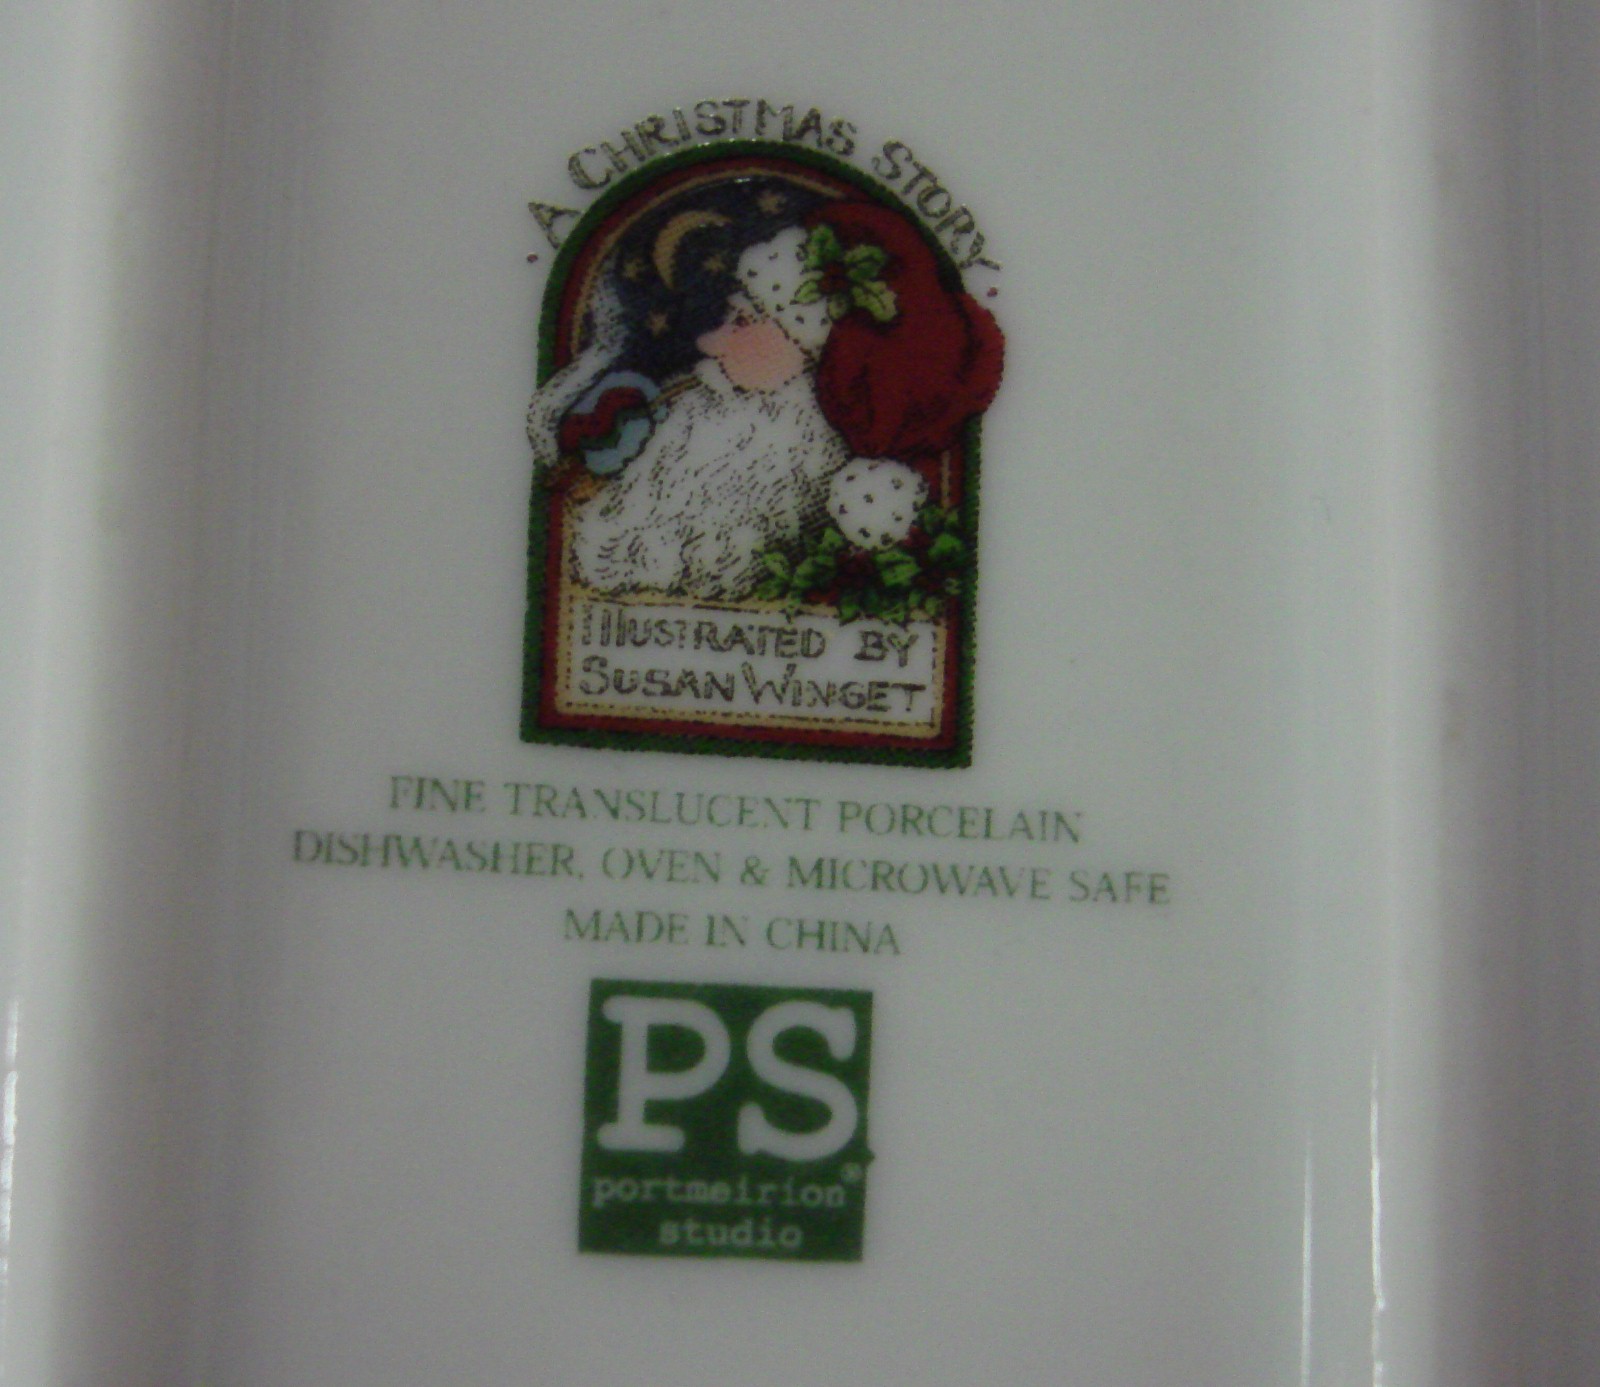 A CHRISTMAS STORY
ILLUSTRATED BY
SUSAN WINGET
FINE TRANSLUCENT PORCELAIN
DISHWASHER, OVEN & MICROWAVE SAFE
MADE IN CHINA
PS
portmeirion®
studio